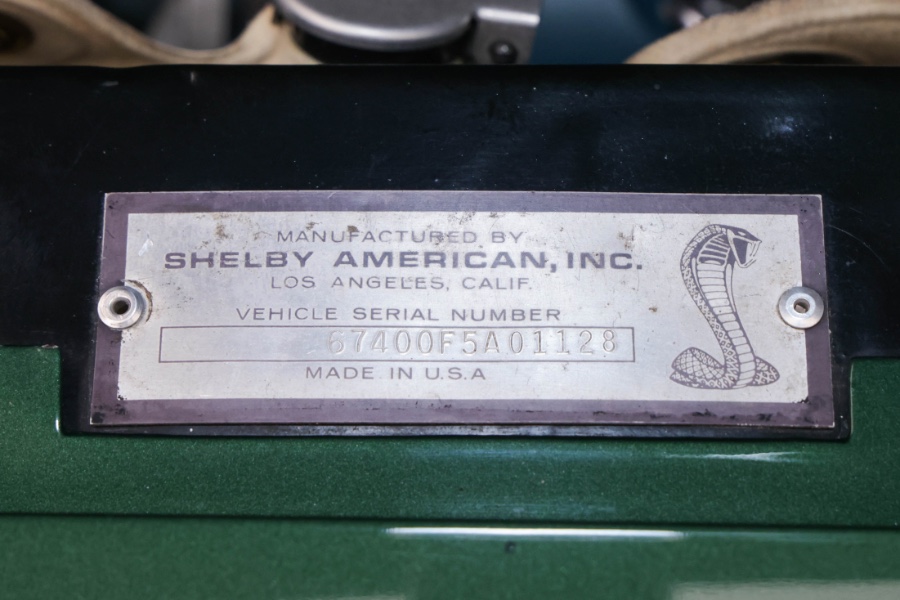 MANUFACTURED BY
SHELBY AMERICAN, INC.
LOS ANGELES, CALIF.
VEHICLE SERIAL NUMBER
67400F5A01128
MADE IN U.S.A